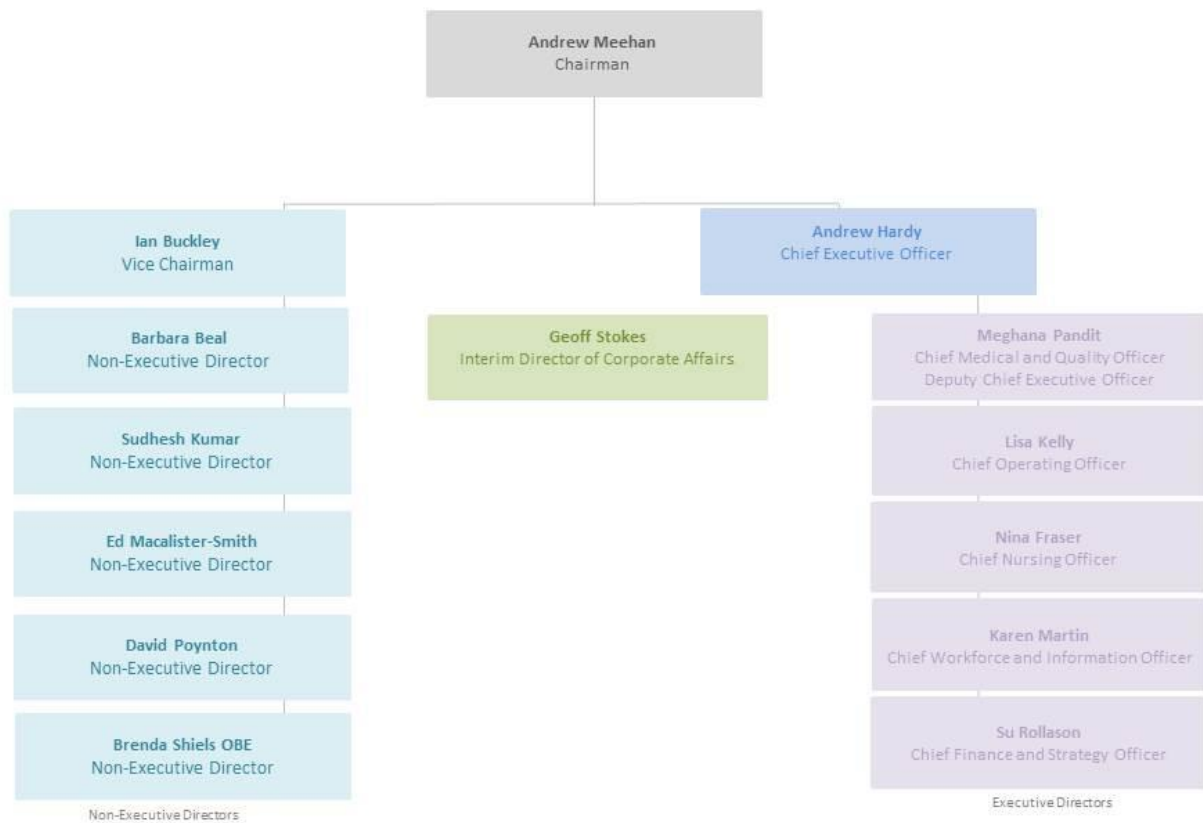 Andrew Meehan
Chairman
Ian Buckley
Vice Chairman
Andrew Hardy
Chief Executive Officer
Barbara Beal
Non-Executive Director
Geoff Stokes
Interim Director of Corporate Affairs
Meghana Pandit
Chief Medical and Quality Officer
Deputy Chief Executive Officer
Sudhesh Kumar
Non-Executive Director
Lisa Kelly
Chief Operating Officer
Ed Macalister-Smith
Non-Executive Director
Nina Fraser
Chief Nursing Officer
David Poynton
Non-Executive Director
Karen Martin
Chief Workforce and Information Officer
Brenda Shiels OBE
Non-Executive Director
Su Rollason
Chief Finance and Strategy Officer
Non-Executive Directors
Executive Directors